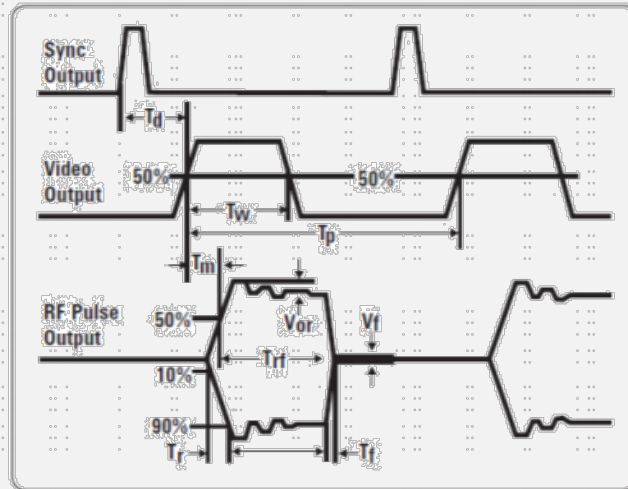 Sync
Output
Td
Video
Output
50%
50%
Tw
Tp
Tm
RF Pulse
Output
50%
Vor
Vf
Trf
10%
90%
Tr
Tf